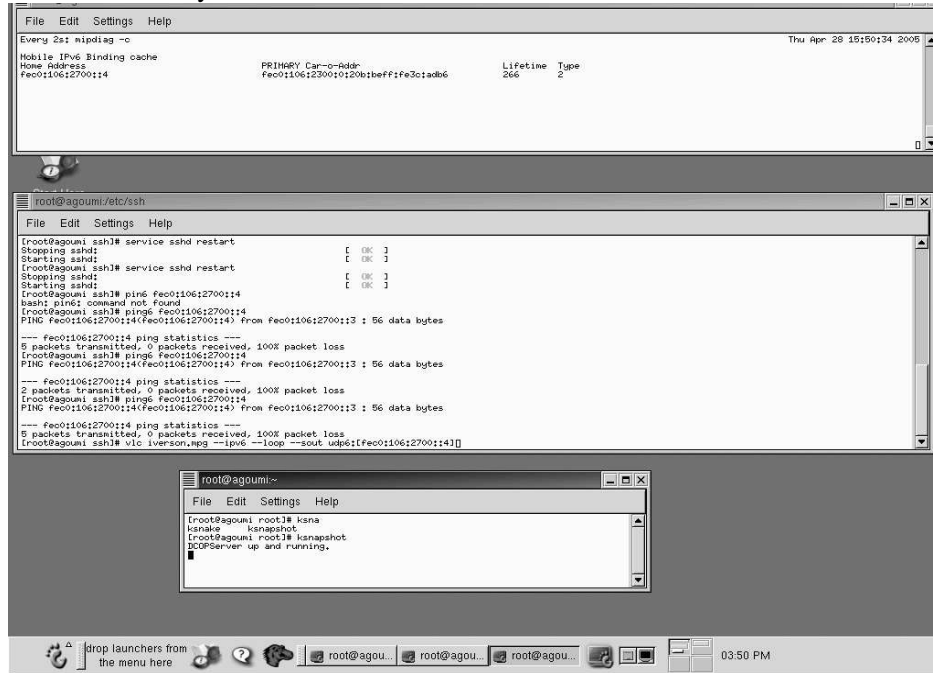 File Edit Settings Help
Every 2s: mipdiag -c Thu Apr 28 15:50:34 2005
Mobile IPv6 Binding cache
Home Address PRIMARY Car-o-Addr Lifetime Type
fec0:106:2700::4 fec0:106:2300:0:20b:beff:fe3c:adb6 266 2
root@agoumi:/etc/ssh
File Edit Settings Help
[root@agoumi ssh]# service sshd restart
Stopping sshd: [ OK ]
Starting sshd: [ OK ]
[root@agoumi ssh]# service sshd restart
Stopping sshd: [ OK ]
Starting sshd: [ OK ]
[root@agoumi ssh]# pin6 fec0:106:2700::4
bash: pin6: command not found
[root@agoumi ssh]# ping6 fec0:106:2700::4
PING fec0:106:2700::4(fec0:106:2700::4) from fec0:106:2700::3 : 56 data bytes
--- fec0:106:2700::4 ping statistics ---
5 packets transmitted, 0 packets received, 100% packet loss
[root@agoumi ssh]# ping6 fec0:106:2700::4
PING fec0:106:2700::4(fec0:106:2700::4) from fec0:106:2700::3 : 56 data bytes
--- fec0:106:2700::4 ping statistics ---
2 packets transmitted, 0 packets received, 100% packet loss
[root@agoumi ssh]# ping6 fec0:106:2700::4
PING fec0:106:2700::4(fec0:106:2700::4) from fec0:106:2700::3 : 56 data bytes
--- fec0:106:2700::4 ping statistics ---
5 packets transmitted, 0 packets received, 100% packet loss
[root@agoumi ssh]# vlc iverson.mpg --ipv6 --loop --sout udp6:[fec0:106:2700::4]
root@agoumi:~
File Edit Settings Help
[root@agoumi root]# ksna
ksnake ksnapshot
[root@agoumi root]# ksnapshot
DCOPServer up and running.
drop launchers from
the menu here
root@agou... root@agou... root@agou... 03:50 PM